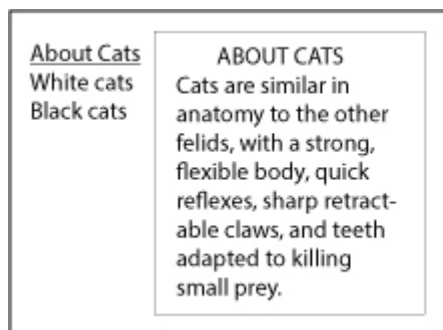 About Cats
White cats
Black cats
ABOUT CATS
Cats are similar in
anatomy to the other
felids, with a strong,
flexible body, quick
reflexes, sharp retract-
able claws, and teeth
adapted to killing
small prey.